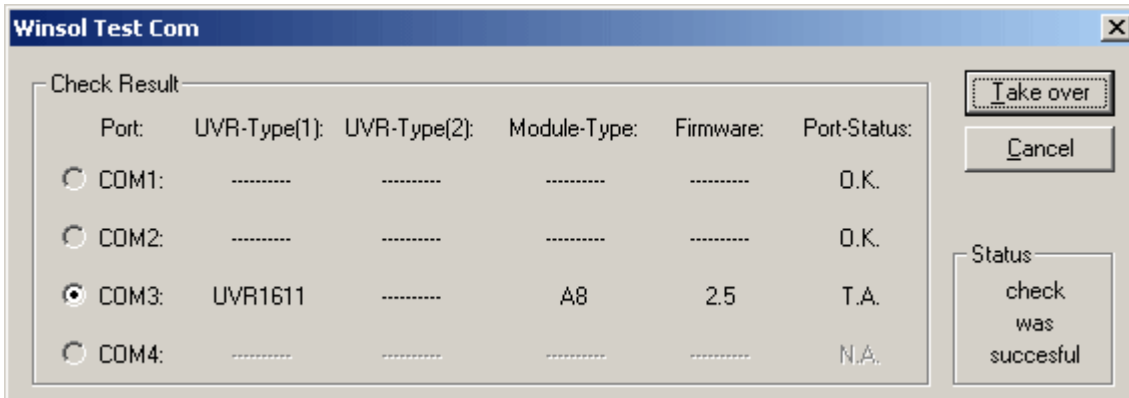 Winsol Test Com
Check Result
Port: UVR-Type(1): UVR-Type(2): Module-Type: Firmware: Port-Status:
COM1: ---------- ---------- ---------- ---------- O.K.
COM2: ---------- ---------- ---------- ---------- O.K.
COM3: UVR1611 ---------- A8 2.5 T.A.
COM4: ---------- ---------- ---------- ---------- N.A.
Take over
Cancel
Status
check
was
succesful